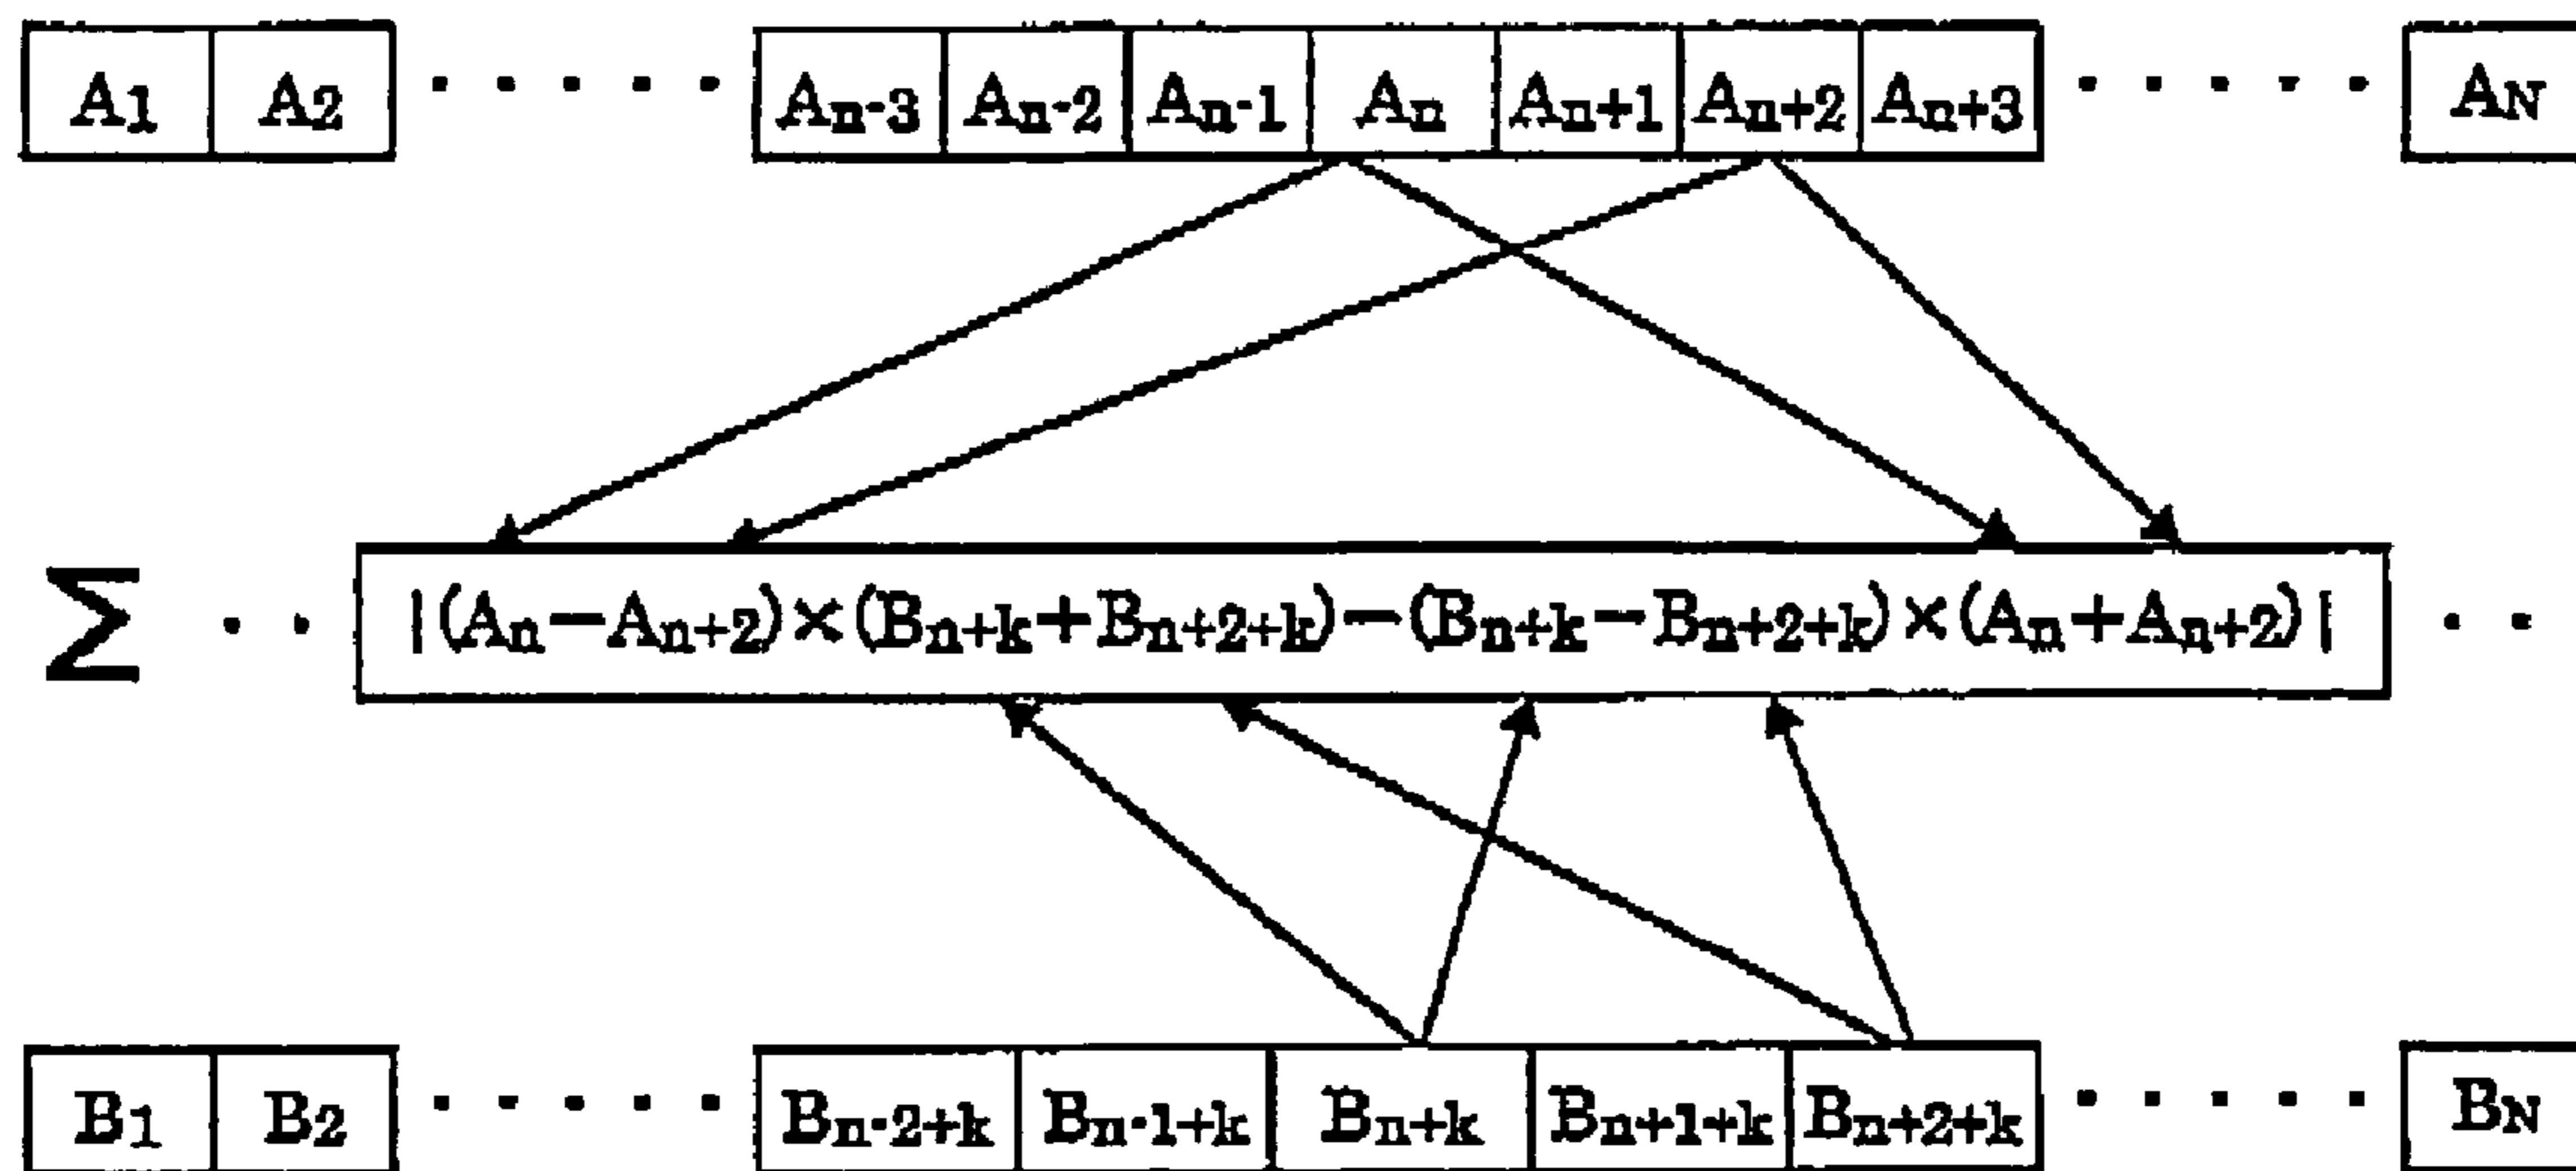 A1 A2 · · · · · An-3 An-2 An-1 An An+1 An+2 An+3 · · · · · AN
Σ · · |(An−An+2)×(Bn+k+Bn+2+k)−(Bn+k−Bn+2+k)×(An+An+2)| · ·
B1 B2 · · · · · Bn-2+k Bn-1+k Bn+k Bn+1+k Bn+2+k · · · · · BN